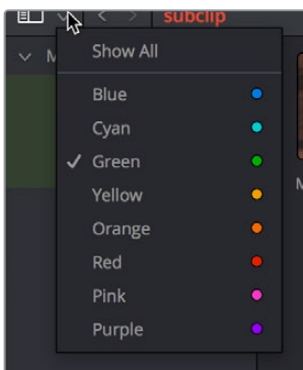 subclip
Show All
Blue
Cyan
Green
Yellow
Orange
Red
Pink
Purple